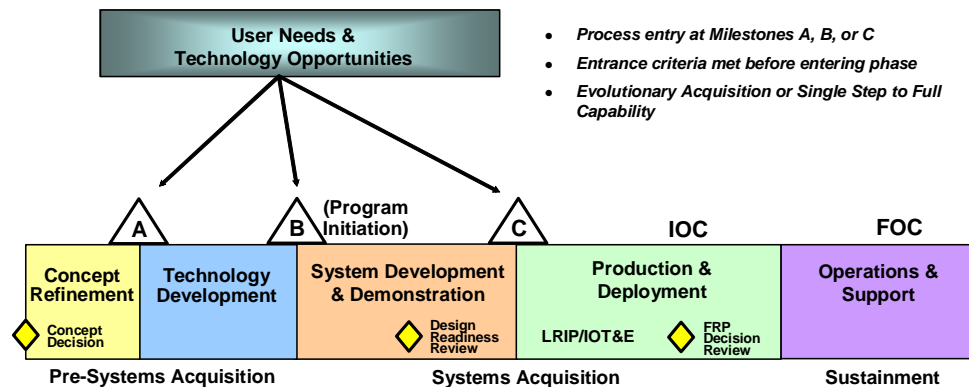 User Needs &
Technology Opportunities
• Process entry at Milestones A, B, or C
• Entrance criteria met before entering phase
• Evolutionary Acquisition or Single Step to Full
Capability
A
B
(Program
Initiation)
C
IOC
FOC
Concept
Refinement
Technology
Development
System Development
& Demonstration
Production &
Deployment
Operations &
Support
Concept
Decision
Design
Readiness
Review
LRIP/IOT&E
FRP
Decision
Review
Pre-Systems Acquisition
Systems Acquisition
Sustainment